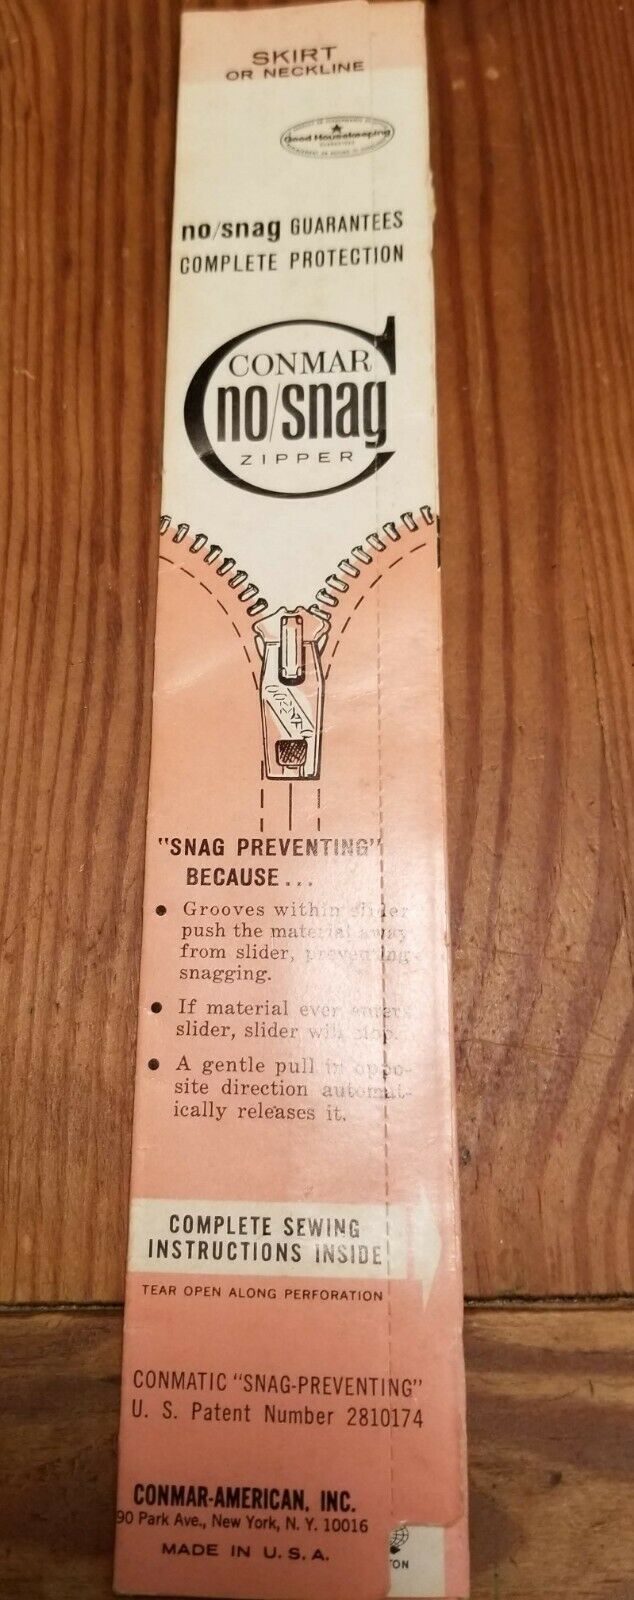 SKIRT
OR NECKLINE
Good Housekeeping
GUARANTEES
no/snag GUARANTEES
COMPLETE PROTECTION
CONMAR
no/snag
ZIPPER
CONMAR
"SNAG PREVENTING"
BECAUSE...
• Grooves within slider
push the material away
from slider, preventing
snagging.
• If material ever enters
slider, slider will stop.
• A gentle pull in oppo-
site direction automat-
ically releases it.
COMPLETE SEWING
INSTRUCTIONS INSIDE
TEAR OPEN ALONG PERFORATION
CONMATIC "SNAG-PREVENTING"
U. S. Patent Number 2810174
CONMAR-AMERICAN, INC.
90 Park Ave., New York, N. Y. 10016
MADE IN U.S.A.
TON